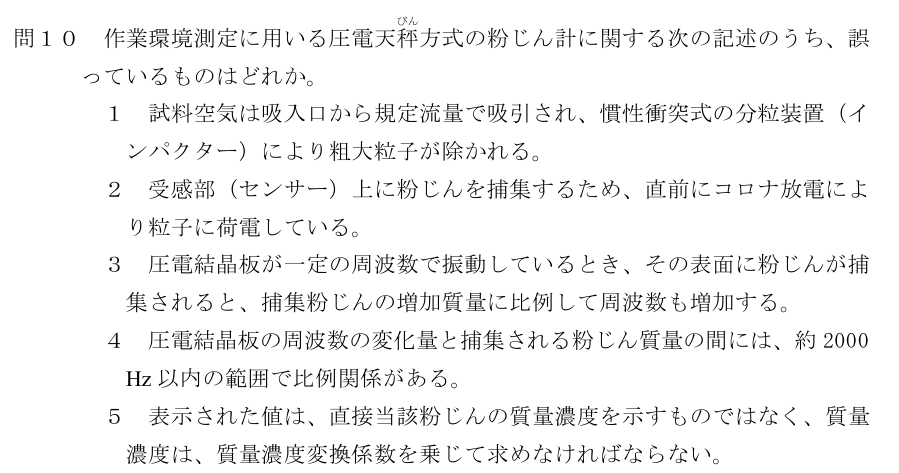 問１０　作業環境測定に用いる圧電天秤方式の粉じん計に関する次の記述のうち、誤
びん
っているものはどれか。
１　試料空気は吸入口から規定流量で吸引され、慣性衝突式の分粒装置（イ
ンパクター）により粗大粒子が除かれる。
２　受感部（センサー）上に粉じんを捕集するため、直前にコロナ放電によ
り粒子に荷電している。
３　圧電結晶板が一定の周波数で振動しているとき、その表面に粉じんが捕
集されると、捕集粉じんの増加質量に比例して周波数も増加する。
４　圧電結晶板の周波数の変化量と捕集される粉じん質量の間には、約 2000
Hz 以内の範囲で比例関係がある。
５　表示された値は、直接当該粉じんの質量濃度を示すものではなく、質量
濃度は、質量濃度変換係数を乗じて求めなければならない。